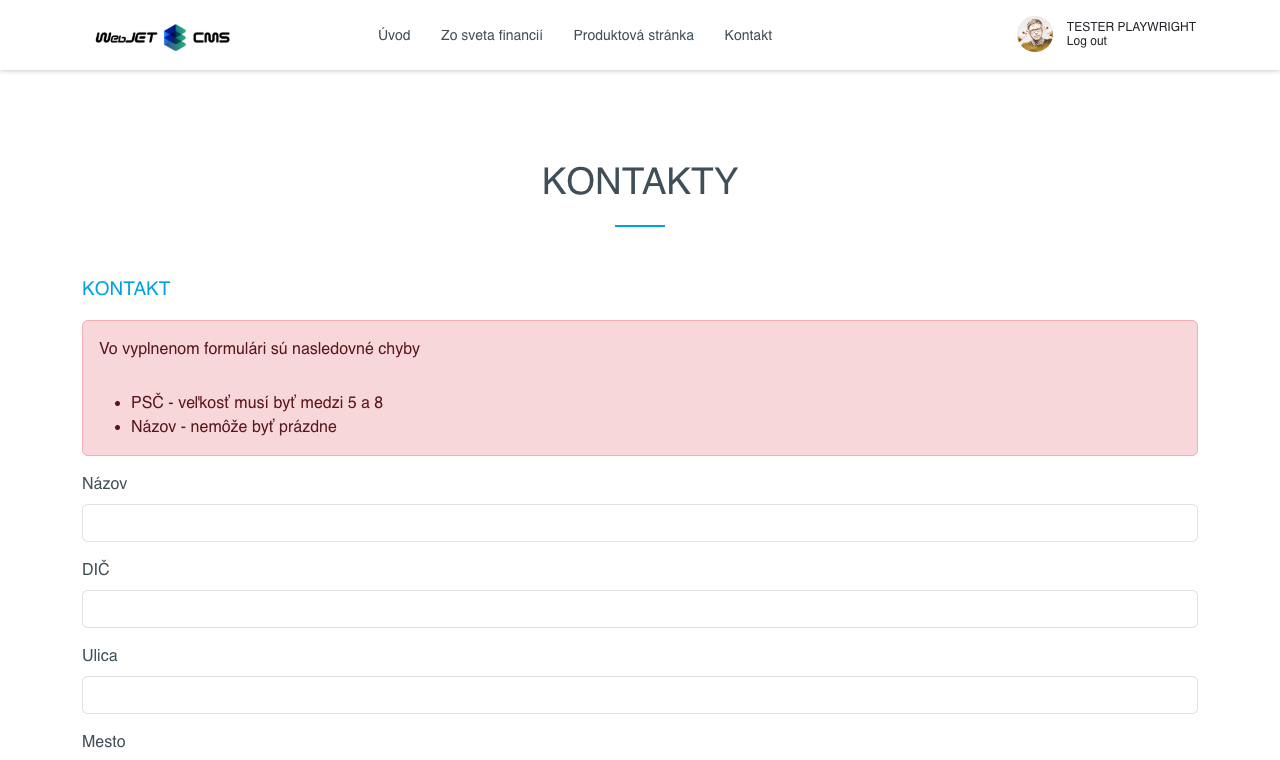 WebJET CMS
Úvod
Zo sveta financií
Produktová stránka
Kontakt
TESTER PLAYWRIGHT
Log out
KONTAKTY
KONTAKT
Vo vyplnenom formulári sú nasledovné chyby
PSČ - veľkosť musí byť medzi 5 a 8
Názov - nemôže byť prázdne
Názov
DIČ
Ulica
Mesto